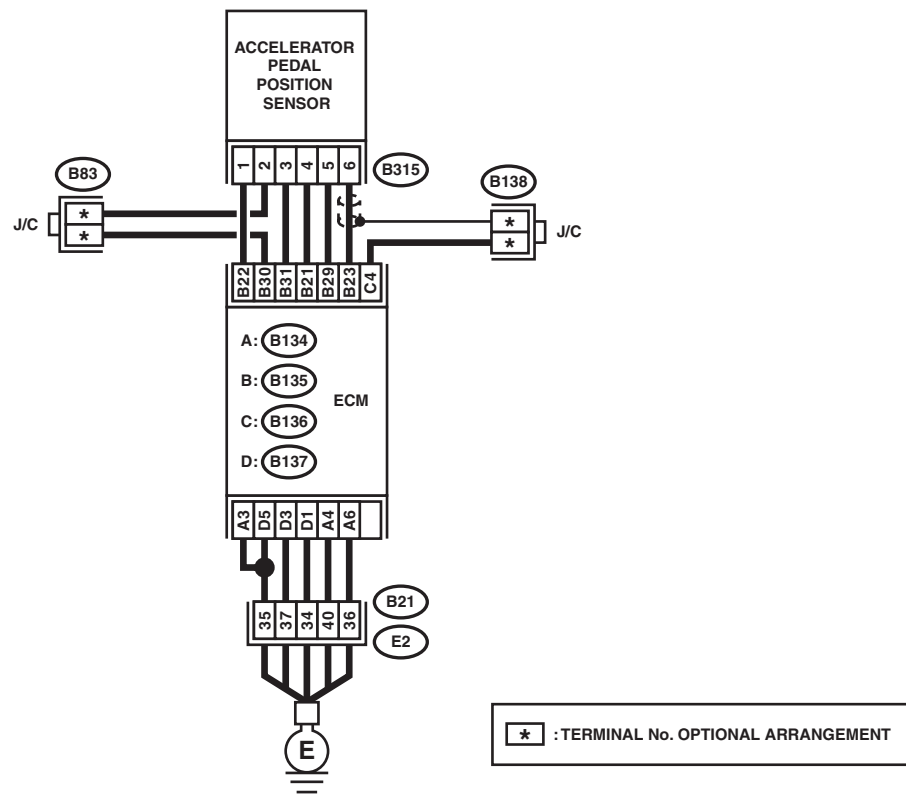 ACCELERATOR
PEDAL
POSITION
SENSOR
1 2 3 4 5 6
B315
B83
B138
J/C
*
*
*
*
J/C
B22 B30 B31 B21 B29 B23 C4
A: B134
B: B135
ECM
C: B136
D: B137
A3 D5 D3 D1 A4 A6
B21
35 37 34 40 36
E2
E
* : TERMINAL No. OPTIONAL ARRANGEMENT